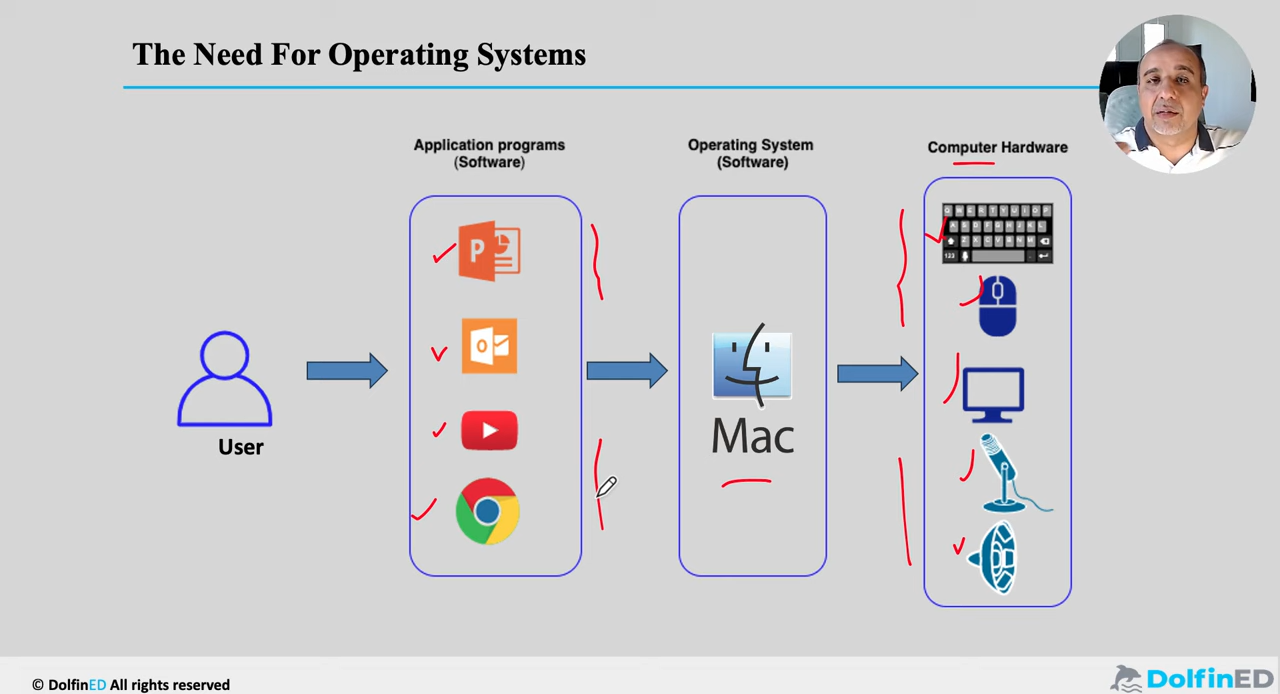 The Need For Operating Systems
Application programs
(Software)
Operating System
(Software)
Computer Hardware
P
o
User
Mac
© DolfinED All rights reserved
DolfinED